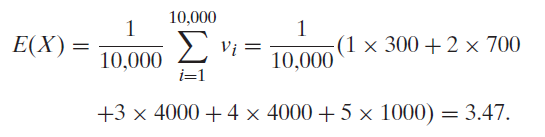 E(X) = 1/10,000 10,000∑i=1 vi = 1/10,000 (1 × 300 + 2 × 700
+3 × 4000 + 4 × 4000 + 5 × 1000) = 3.47.